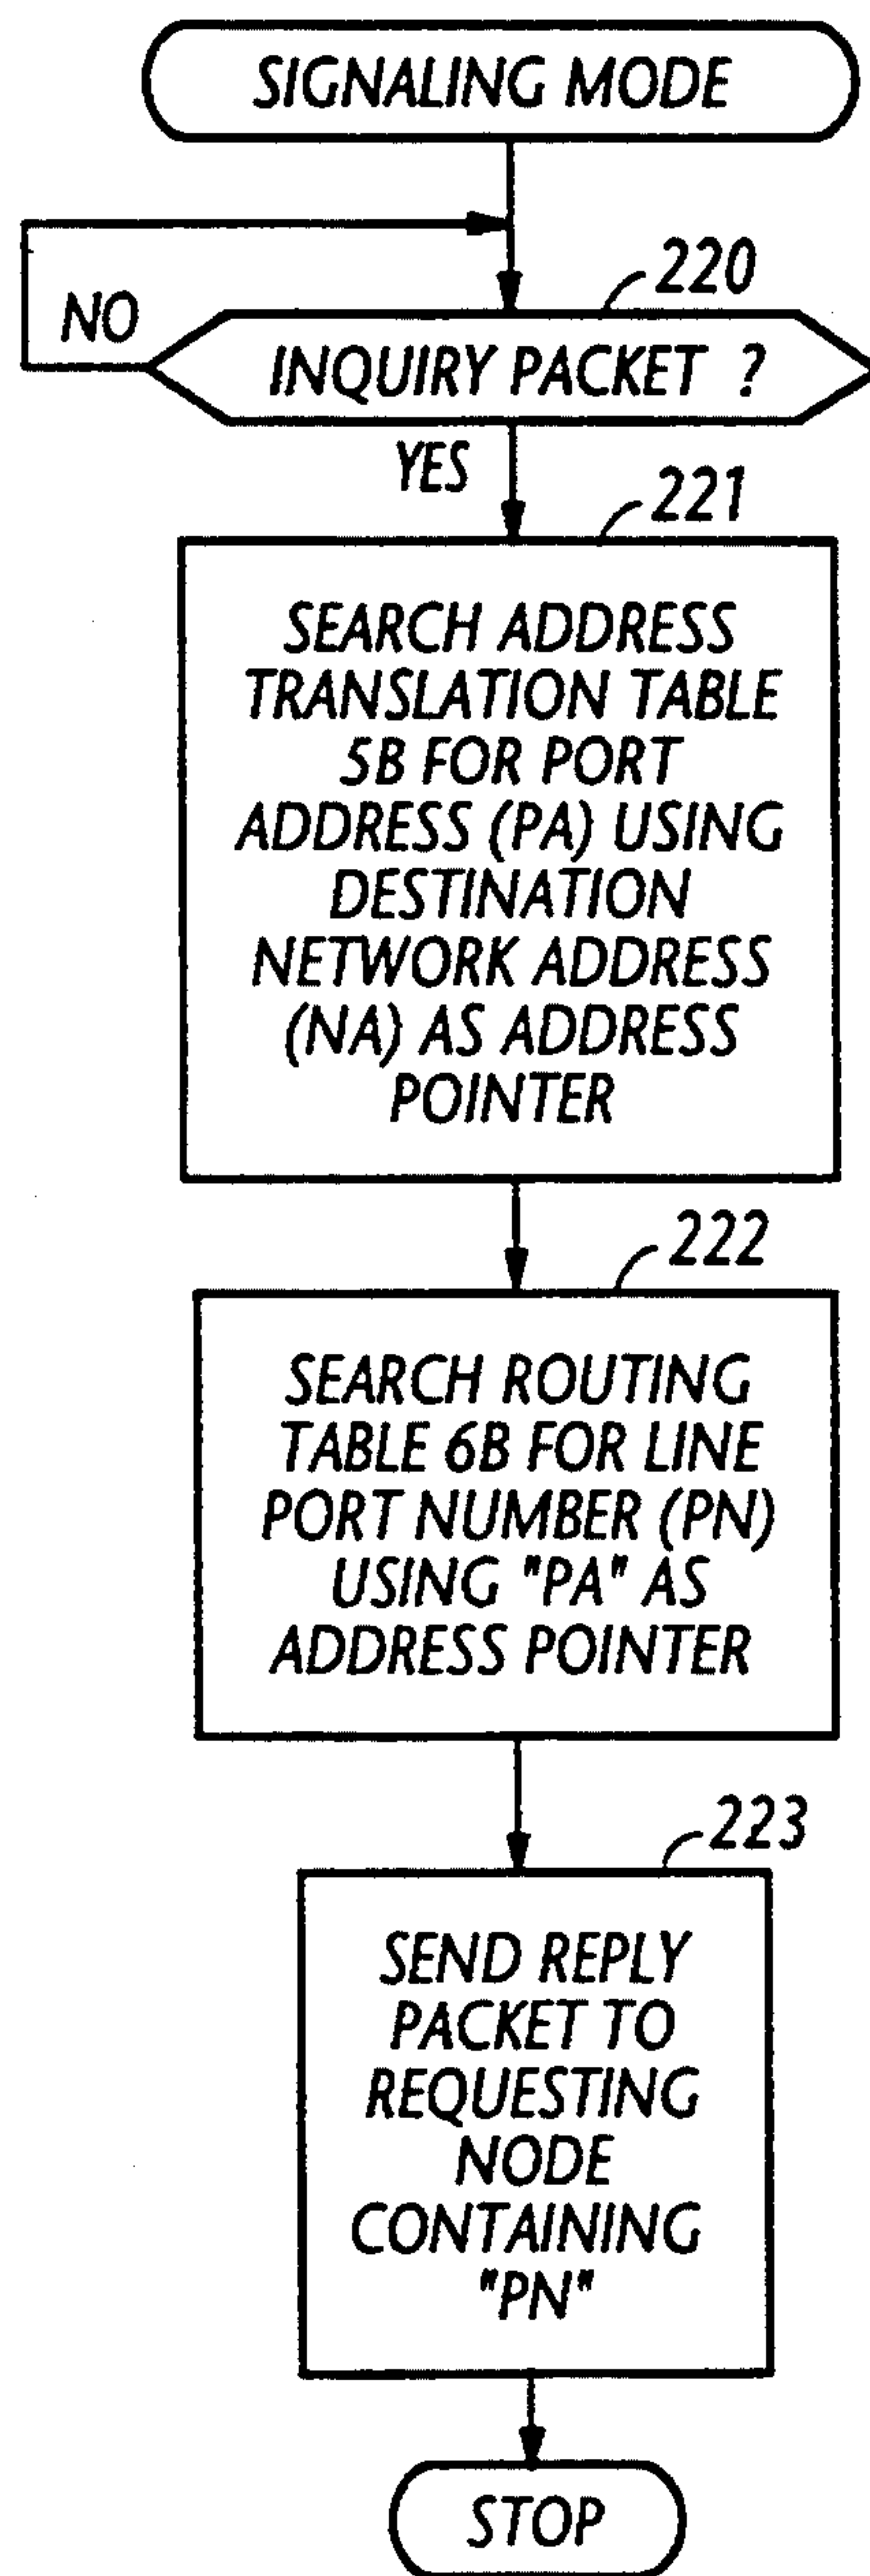 SIGNALING MODE
220
NO
INQUIRY PACKET ?
YES
221
SEARCH ADDRESS
TRANSLATION TABLE
5B FOR PORT
ADDRESS (PA) USING
DESTINATION
NETWORK ADDRESS
(NA) AS ADDRESS
POINTER
222
SEARCH ROUTING
TABLE 6B FOR LINE
PORT NUMBER (PN)
USING "PA" AS
ADDRESS POINTER
223
SEND REPLY
PACKET TO
REQUESTING
NODE
CONTAINING
"PN"
STOP